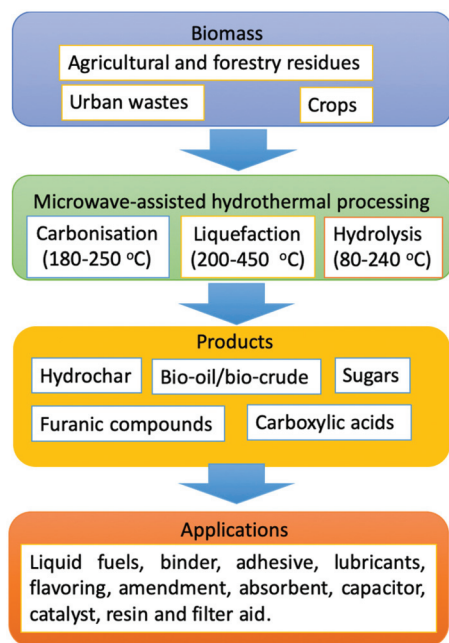 Biomass
Agricultural and forestry residues
Urban wastes
Crops
Microwave-assisted hydrothermal processing
Carbonisation
(180-250 °C)
Liquefaction
(200-450 °C)
Hydrolysis
(80-240 °C)
Products
Hydrochar
Bio-oil/bio-crude
Sugars
Furanic compounds
Carboxylic acids
Applications
Liquid fuels, binder, adhesive, lubricants,
flavoring, amendment, absorbent, capacitor,
catalyst, resin and filter aid.